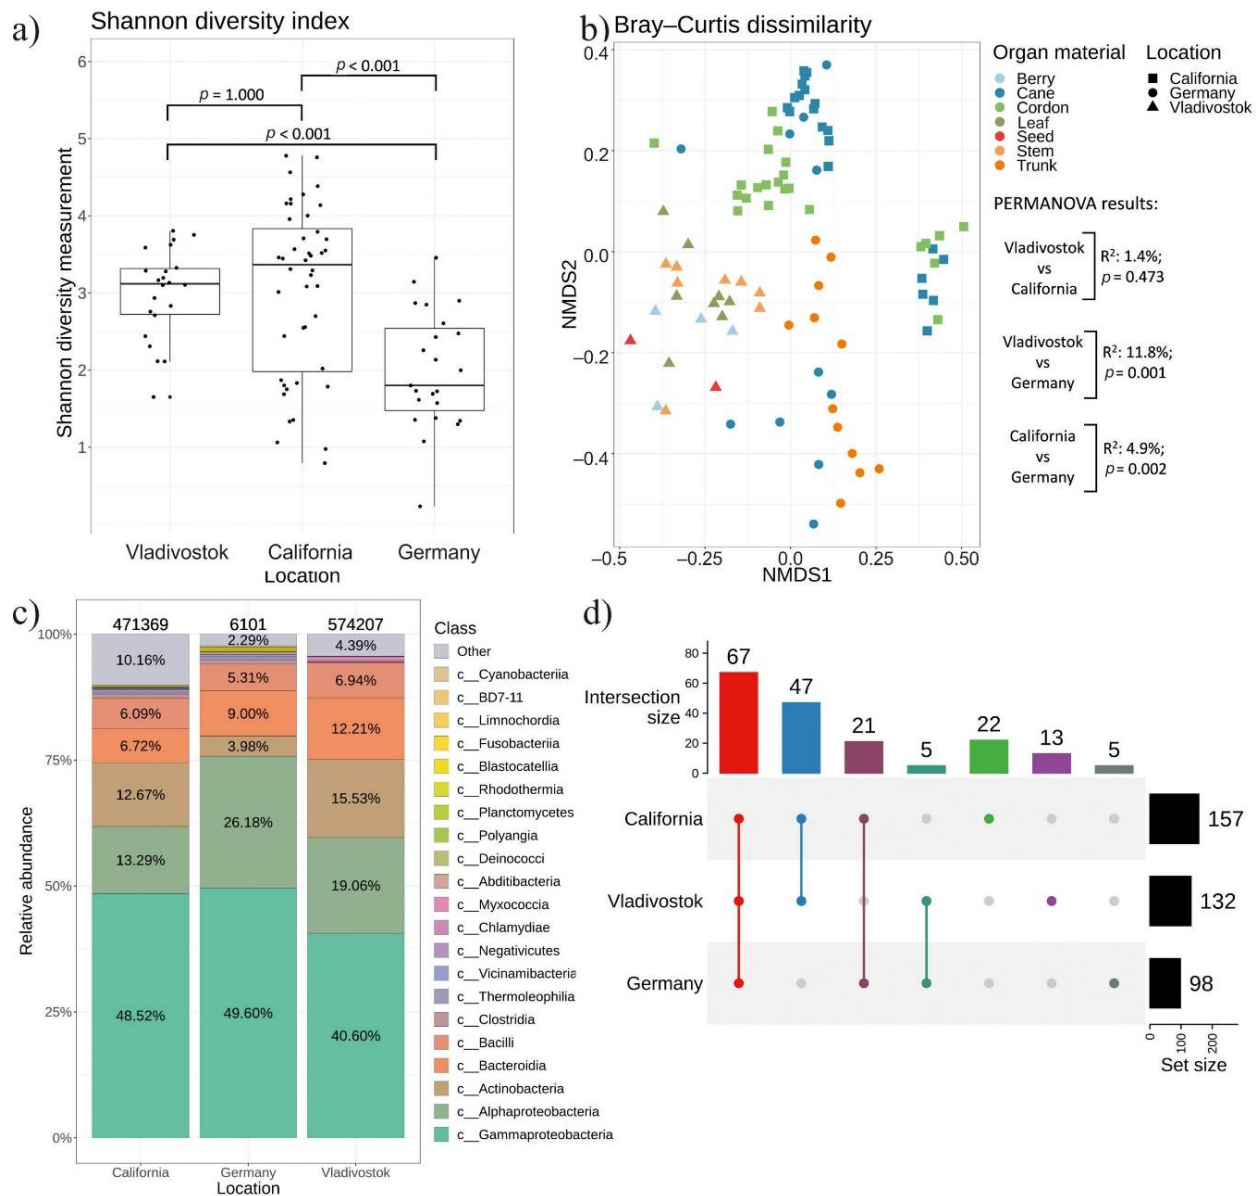 a)
Shannon diversity index
Shannon diversity measurement
6
5
4
3
2
1
p < 0.001
p = 1.000
p < 0.001
Vladivostok
California
Germany
Location
b)
Bray–Curtis dissimilarity
NMDS2
0.4
0.2
0.0
−0.2
−0.4
−0.5
−0.25
0.0
0.25
0.50
NMDS1
Organ material
Berry
Cane
Cordon
Leaf
Seed
Stem
Trunk
Location
California
Germany
Vladivostok
PERMANOVA results:
Vladivostok
vs
California
R²: 1.4%;
p = 0.473
Vladivostok
vs
Germany
R²: 11.8%;
p = 0.001
California
vs
Germany
R²: 4.9%;
p = 0.002
c)
Relative abundance
100%
75%
50%
25%
0%
471369
6101
574207
10.16%
6.09%
6.72%
12.67%
13.29%
48.52%
2.29%
5.31%
9.00%
3.98%
26.18%
49.60%
4.39%
6.94%
12.21%
15.53%
19.06%
40.60%
California
Germany
Vladivostok
Location
Class
Other
c__Cyanobacteriia
c__BD7-11
c__Limnochordia
c__Fusobacteriia
c__Blastocatellia
c__Rhodothermia
c__Planctomycetes
c__Polyangia
c__Deinococci
c__Abditibacteria
c__Myxococcia
c__Chlamydiae
c__Negativicutes
c__Vicinamibacteria
c__Thermoleophilia
c__Clostridia
c__Bacilli
c__Bacteroidia
c__Actinobacteria
c__Alphaproteobacteria
c__Gammaproteobacteria
d)
Intersection
size
80
60
40
20
0
67
47
21
5
22
13
5
California
157
Vladivostok
132
Germany
98
0
100
200
Set size